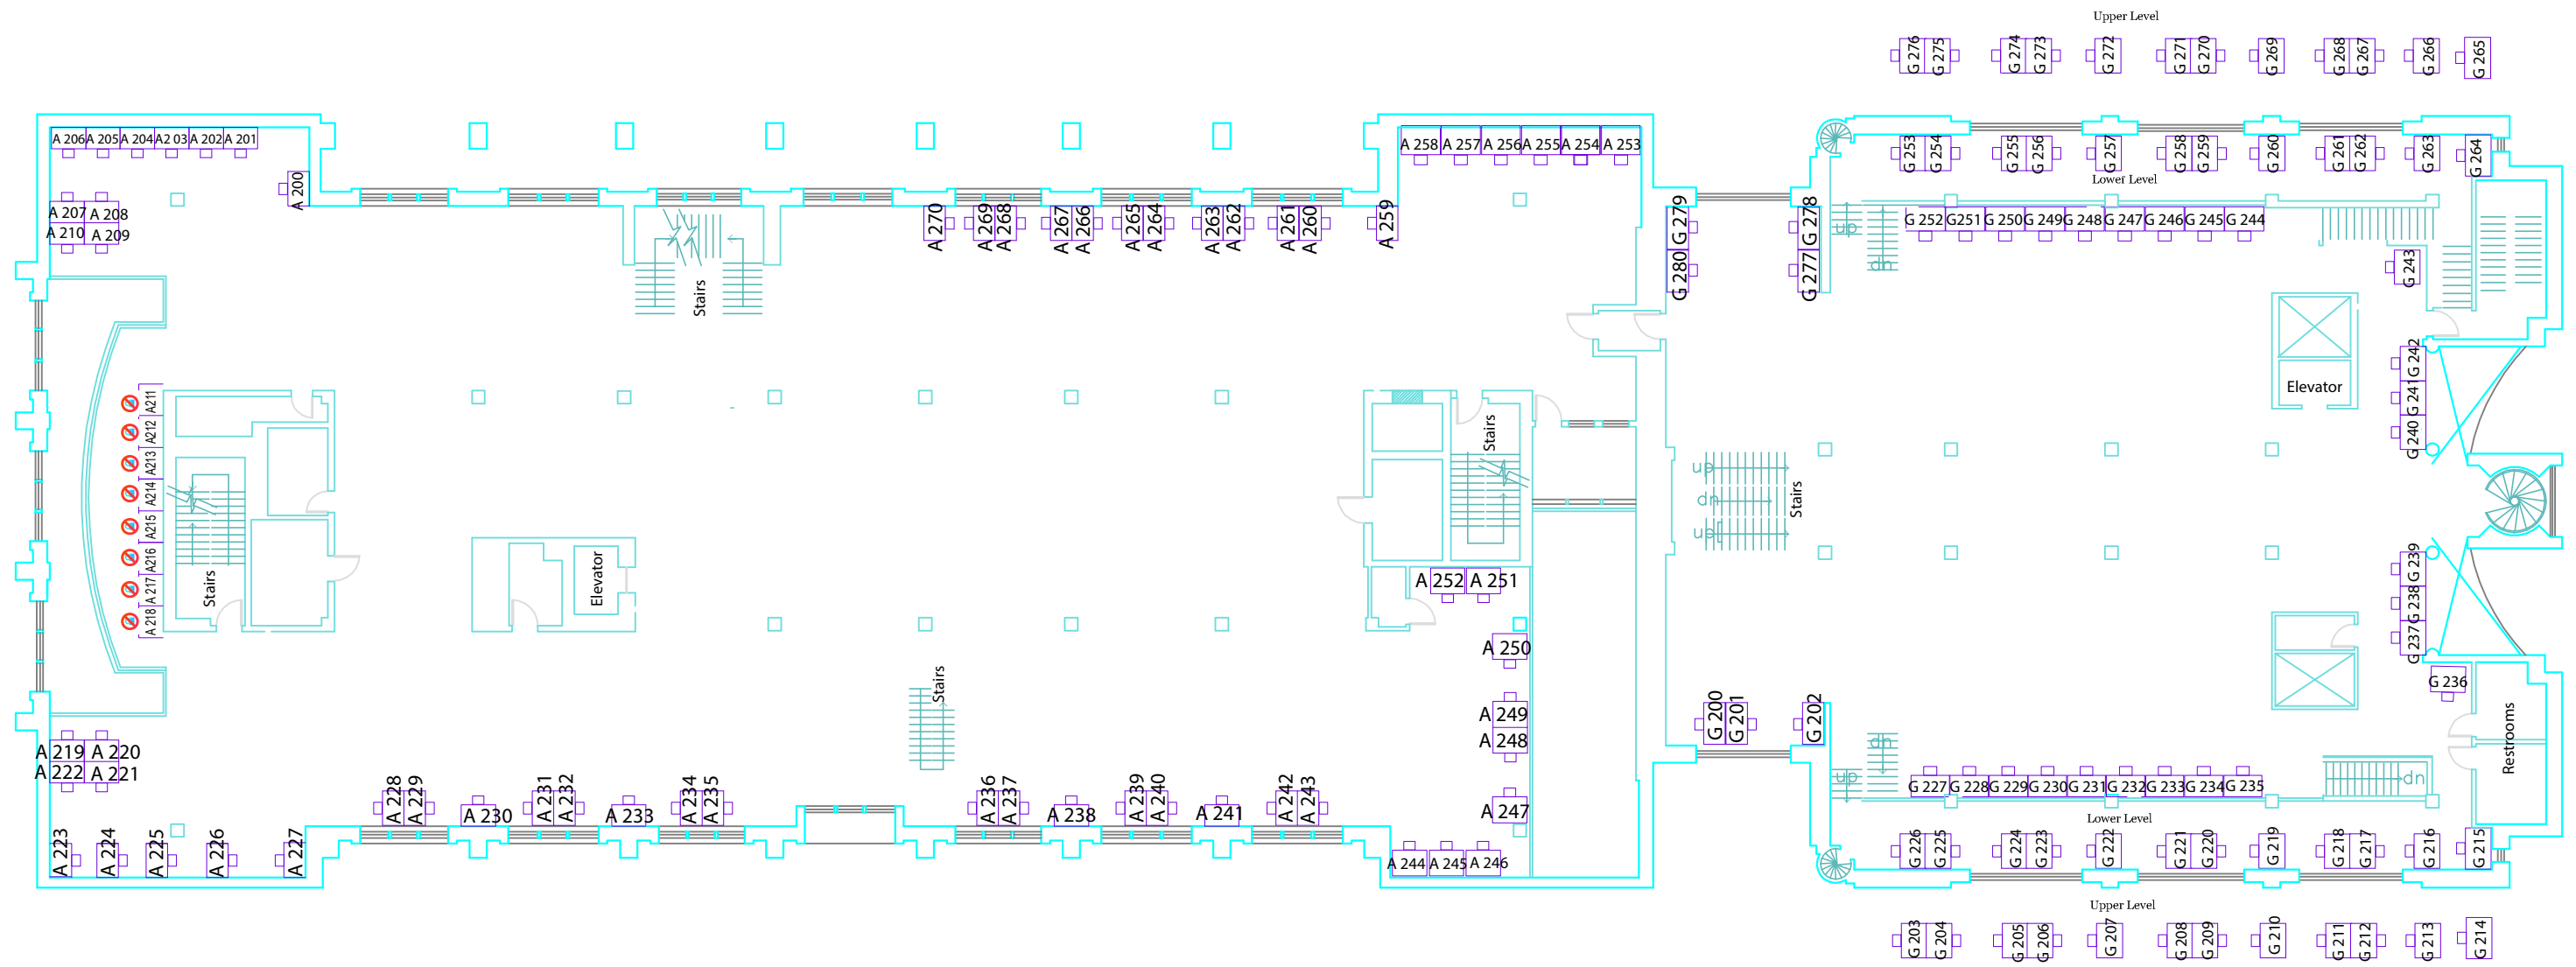 Upper Level
G 276
G 275
G 274
G 273
G 272
G 271
G 270
G 269
G 268
G 267
G 266
G 265
A 206
A 205
A 204
A2 03
A 202
A 201
A 200
A 207
A 208
A 210
A 209
A 258
A 257
A 256
A 255
A 254
A 253
G 253
G 254
G 255
G 256
G 257
G 258
G 259
G 260
G 261
G 262
G 263
G 264
Lower Level
A 270
A 269
A 268
A 267
A 266
A 265
A 264
A 263
A 262
A 261
A 260
A 259
G 279
G 280
G 278
G 277
up
dn
G 252
G251
G 250
G 249
G 248
G 247
G 246
G 245
G 244
G 243
Stairs
Elevator
G 242
G 241
G 240
A211
A212
A213
A214
A215
A216
A 217
A 218
Stairs
Elevator
Stairs
up
dn
up
Stairs
A 252
A 251
A 250
A 249
A 248
A 247
G 239
G 238
G 237
G 236
Restrooms
Stairs
G 200
G 201
G 202
dn
up
dn
A 219
A 220
A 222
A 221
A 223
A 224
A 225
A 226
A 227
A 228
A 229
A 230
A 231
A 232
A 233
A 234
A 235
A 236
A 237
A 238
A 239
A 240
A 241
A 242
A 243
A 244
A 245
A 246
G 227
G 228
G 229
G 230
G 231
G 232
G 233
G 234
G 235
Lower Level
G 226
G 225
G 224
G 223
G 222
G 221
G 220
G 219
G 218
G 217
G 216
G 215
Upper Level
G 203
G 204
G 205
G 206
G 207
G 208
G 209
G 210
G 211
G 212
G 213
G 214